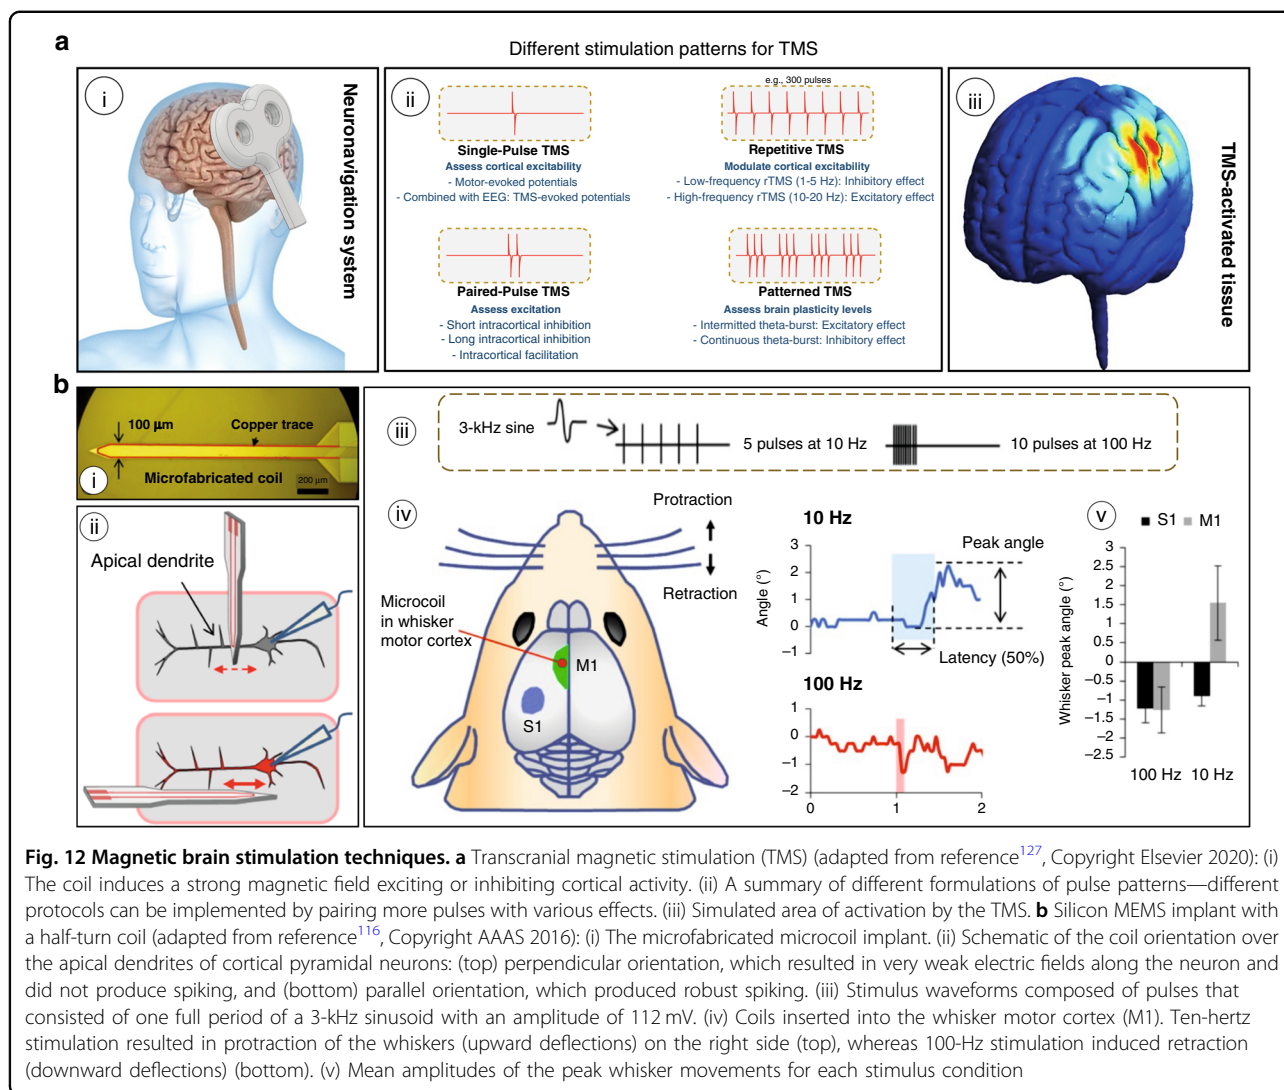 a
Different stimulation patterns for TMS
i
Neuronavigation system
ii
Single-Pulse TMS
Assess cortical excitability
- Motor-evoked potentials
- Combined with EEG: TMS-evoked potentials
e.g., 300 pulses
Repetitive TMS
Modulate cortical excitability
- Low-frequency rTMS (1-5 Hz): Inhibitory effect
- High-frequency rTMS (10-20 Hz): Excitatory effect
Paired-Pulse TMS
Assess excitation
- Short intracortical inhibition
- Long intracortical inhibition
- Intracortical facilitation
Patterned TMS
Assess brain plasticity levels
- Intermitted theta-burst: Excitatory effect
- Continuous theta-burst: Inhibitory effect
iii
TMS-activated tissue
b
100 μm
Copper trace
i
Microfabricated coil
200 μm
ii
Apical dendrite
iii
3-kHz sine
5 pulses at 10 Hz
10 pulses at 100 Hz
iv
Protraction
Retraction
Microcoil
in whisker
motor cortex
M1
S1
10 Hz
3
2
1
0
−1
Angle (°)
Peak angle
Latency (50%)
100 Hz
1
0
−1
−2
0
1
2
v
S1
M1
Whisker peak angle (°)
3
2.5
2
1.5
1
0.5
0
−0.5
−1
−1.5
−2
−2.5
100 Hz
10 Hz
Fig. 12 Magnetic brain stimulation techniques. a Transcranial magnetic stimulation (TMS) (adapted from reference127, Copyright Elsevier 2020): (i)
The coil induces a strong magnetic field exciting or inhibiting cortical activity. (ii) A summary of different formulations of pulse patterns—different
protocols can be implemented by pairing more pulses with various effects. (iii) Simulated area of activation by the TMS. b Silicon MEMS implant with
a half-turn coil (adapted from reference116, Copyright AAAS 2016): (i) The microfabricated microcoil implant. (ii) Schematic of the coil orientation over
the apical dendrites of cortical pyramidal neurons: (top) perpendicular orientation, which resulted in very weak electric fields along the neuron and
did not produce spiking, and (bottom) parallel orientation, which produced robust spiking. (iii) Stimulus waveforms composed of pulses that
consisted of one full period of a 3-kHz sinusoid with an amplitude of 112 mV. (iv) Coils inserted into the whisker motor cortex (M1). Ten-hertz
stimulation resulted in protraction of the whiskers (upward deflections) on the right side (top), whereas 100-Hz stimulation induced retraction
(downward deflections) (bottom). (v) Mean amplitudes of the peak whisker movements for each stimulus condition